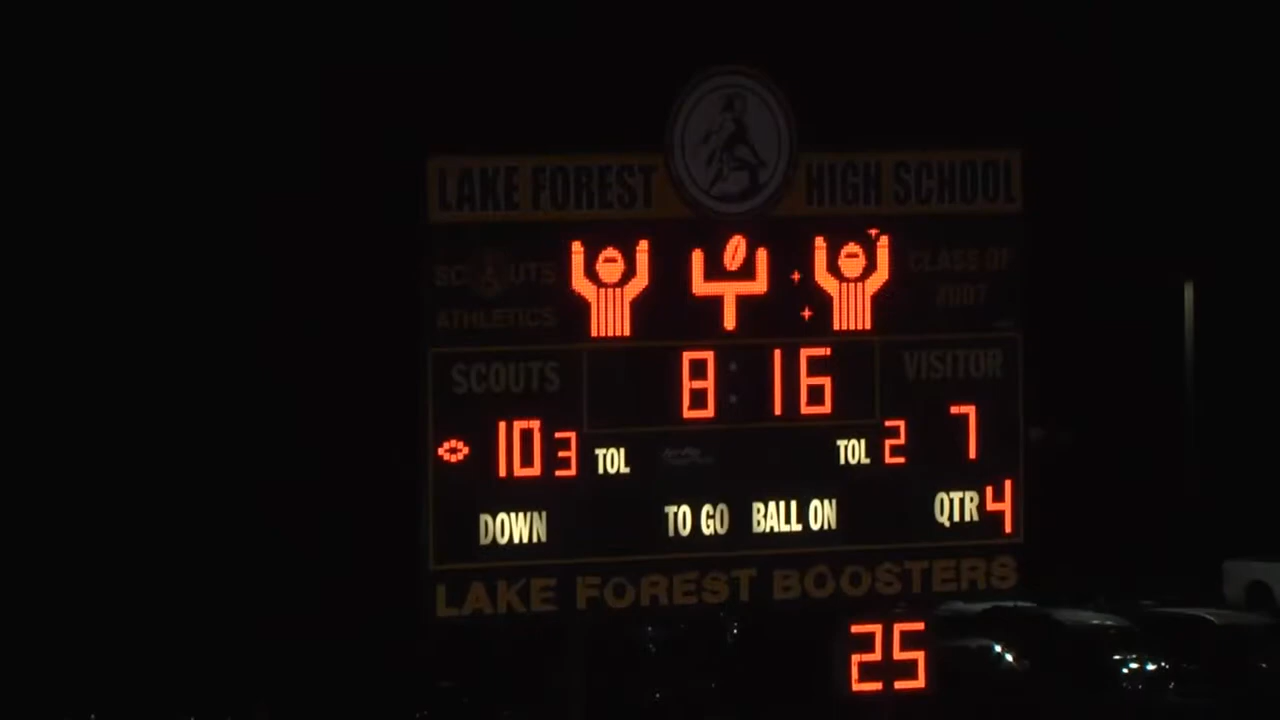 LAKE FOREST HIGH SCHOOL
SCOUTS
ATHLETICS
CLASS OF
2007
SCOUTS 8:16 VISITOR
10 3 TOL TOL 2 7
DOWN TO GO BALL ON QTR 4
LAKE FOREST BOOSTERS
25